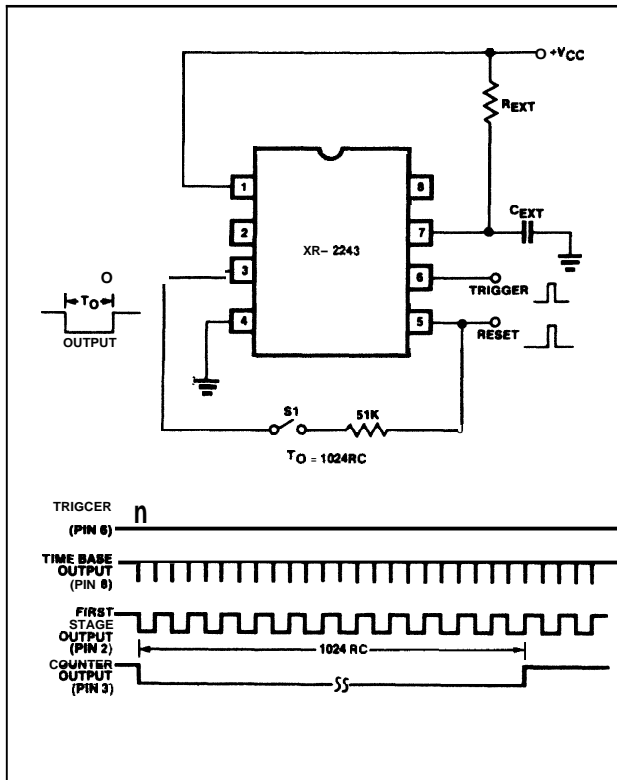 +VCC
REXT
1
8
CEXT
2
7
XR- 2243
O
3
6
TRIGGER
TO
OUTPUT
4
5
RESET
S1
51K
TO = 1024RC
TRIGCER
n
(PIN 6)
TIME BASE
OUTPUT
(PIN 8)
FIRST
STAGE
OUTPUT
(PIN 2)
1024 RC
COUNTER
OUTPUT
(PIN 3)
SS